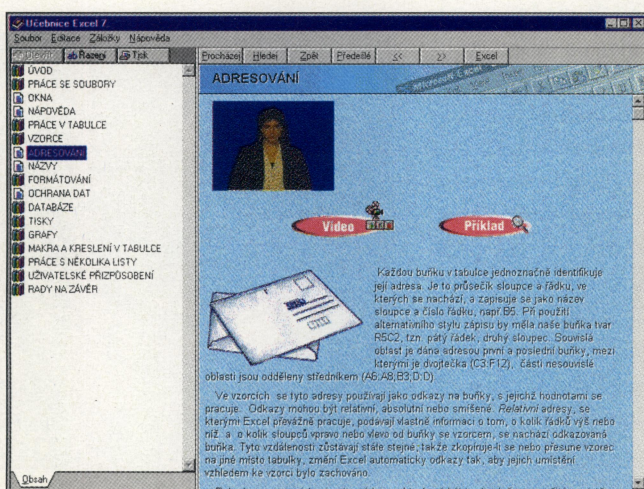 Učebnice Excel 7.
Soubor Editace Záložky Nápověda
Otevřít Řazení Tisk
Procházej Hledej Zpět Předešlé << >> Excel
ÚVOD
PRÁCE SE SOUBORY
OKNA
NÁPOVĚDA
PRÁCE V TABULCE
VZORCE
ADRESOVÁNÍ
NÁZVY
FORMÁTOVÁNÍ
OCHRANA DAT
DATABÁZE
TISKY
GRAFY
MAKRA A KRESLENÍ V TABULCE
PRÁCE S NĚKOLIKA LISTY
UŽIVATELSKÉ PŘIZPŮSOBENÍ
RADY NA ZÁVĚR
Obsah
ADRESOVÁNÍ
Video
Příklad
Každou buňku v tabulce jednoznačně identifikuje
její adresa. Je to průsečík sloupce a řádku, ve
kterých se nachází, a zapisuje se jako název
sloupce a číslo řádku, např.B5. Při použití
alternativního stylu zápisu by měla naše buňka tvar
R5C2, tzn. pátý řádek, druhý sloupec. Souvislá
oblast je dána adresou první a poslední buňky, mezi
kterými je dvojtečka (C3:F12), části nesouvislé
oblasti jsou odděleny středníkem (A6:A8;B3;D:D)
Ve vzorcích se tyto adresy používají jako odkazy na buňky, s jejichž hodnotami se
pracuje. Odkazy mohou být relativní, absolutní nebo smíšené. Relativní adresy, se
kterými Excel převážně pracuje, podávají vlastně informaci o tom, o kolik řádků výš nebo
níž a o kolik sloupců vpravo nebo vlevo od buňky se vzorcem, se nachází odkazovaná
buňka. Tyto vzdálenosti zůstávají stále stejné, takže zkopíruje-li se nebo přesune vzorec
na jiné místo tabulky, změní Excel automaticky odkazy tak, aby jejich umístění
vzhledem ke vzorci bylo zachováno.